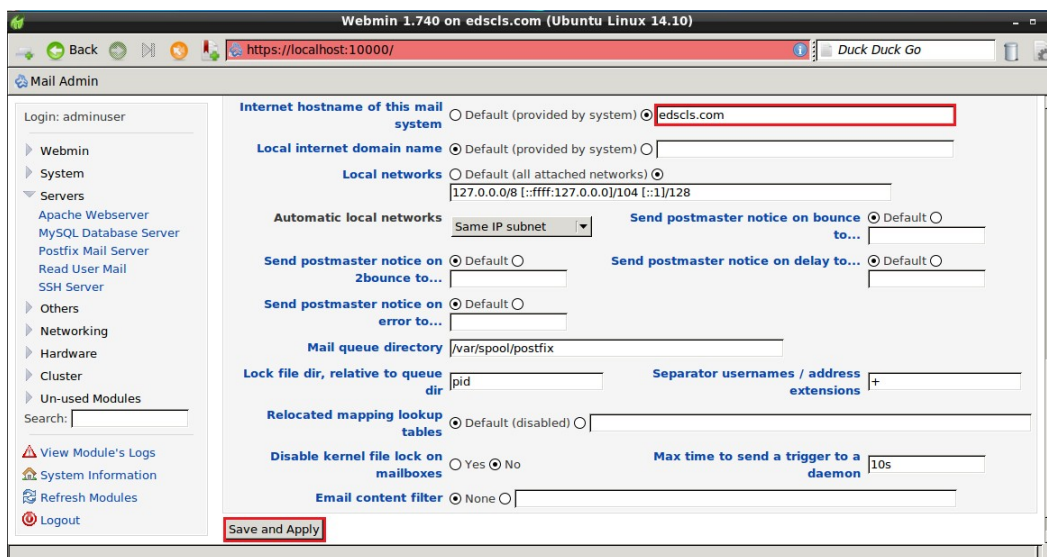 Webmin 1.740 on edscls.com (Ubuntu Linux 14.10)
Back
https://localhost:10000/
Duck Duck Go
Mail Admin
Login: adminuser
Webmin
System
Servers
Apache Webserver
MySQL Database Server
Postfix Mail Server
Read User Mail
SSH Server
Others
Networking
Hardware
Cluster
Un-used Modules
Search:
View Module's Logs
System Information
Refresh Modules
Logout
Internet hostname of this mail system Default (provided by system) edscls.com
Local internet domain name Default (provided by system)
Local networks Default (all attached networks)
127.0.0.0/8 [::ffff:127.0.0.0]/104 [::1]/128
Automatic local networks Same IP subnet
Send postmaster notice on bounce to... Default
Send postmaster notice on 2bounce to... Default
Send postmaster notice on delay to... Default
Send postmaster notice on error to... Default
Mail queue directory /var/spool/postfix
Lock file dir, relative to queue dir pid
Separator usernames / address extensions +
Relocated mapping lookup tables Default (disabled)
Disable kernel file lock on mailboxes Yes No
Max time to send a trigger to a daemon 10s
Email content filter None
Save and Apply